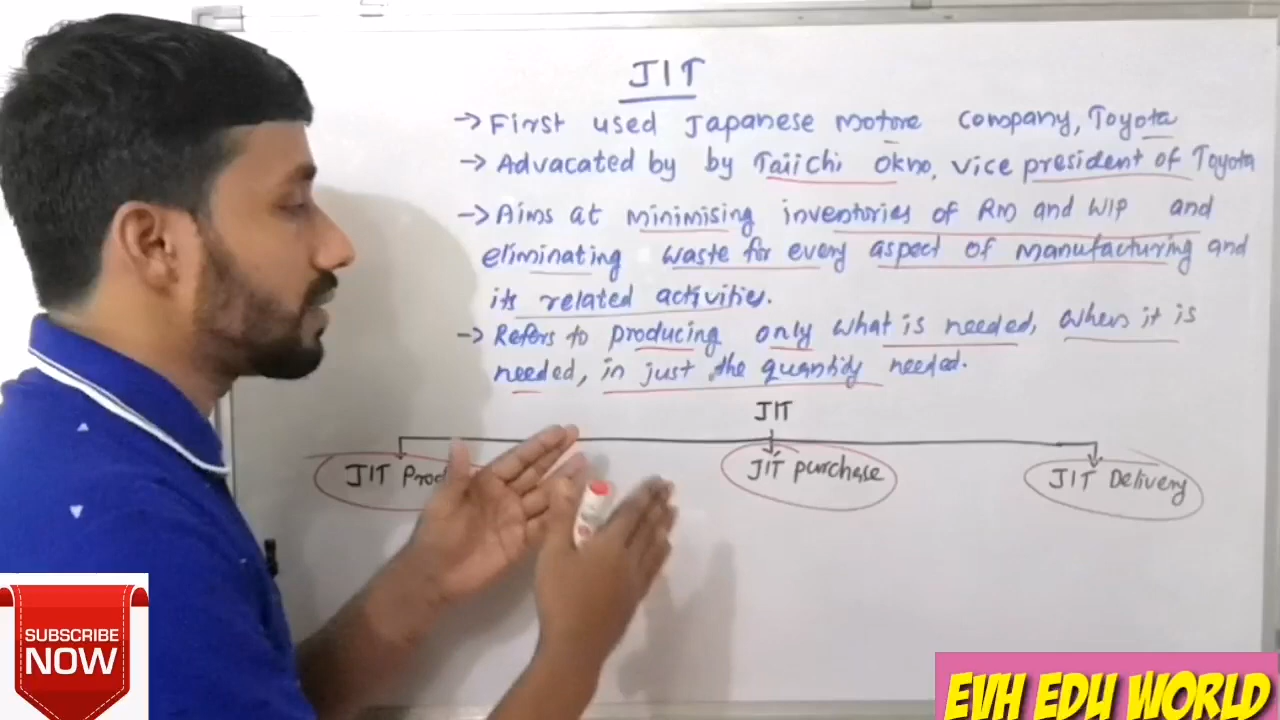 JIT
→ First used Japanese Motore company, Toyota
→ Advacated by by Taiichi Okno, Vice president of Toyota
→ Aims at minimising inventories of RM and WIP and
eliminating waste for every aspect of manufacturing and
its related activities.
→ Refers to producing only what is needed, when it is
needed, in just the quantity needed.
JIT
JIT Prod JIT purchase JIT Delivery
SUBSCRIBE
NOW
EVH EDU WORLD